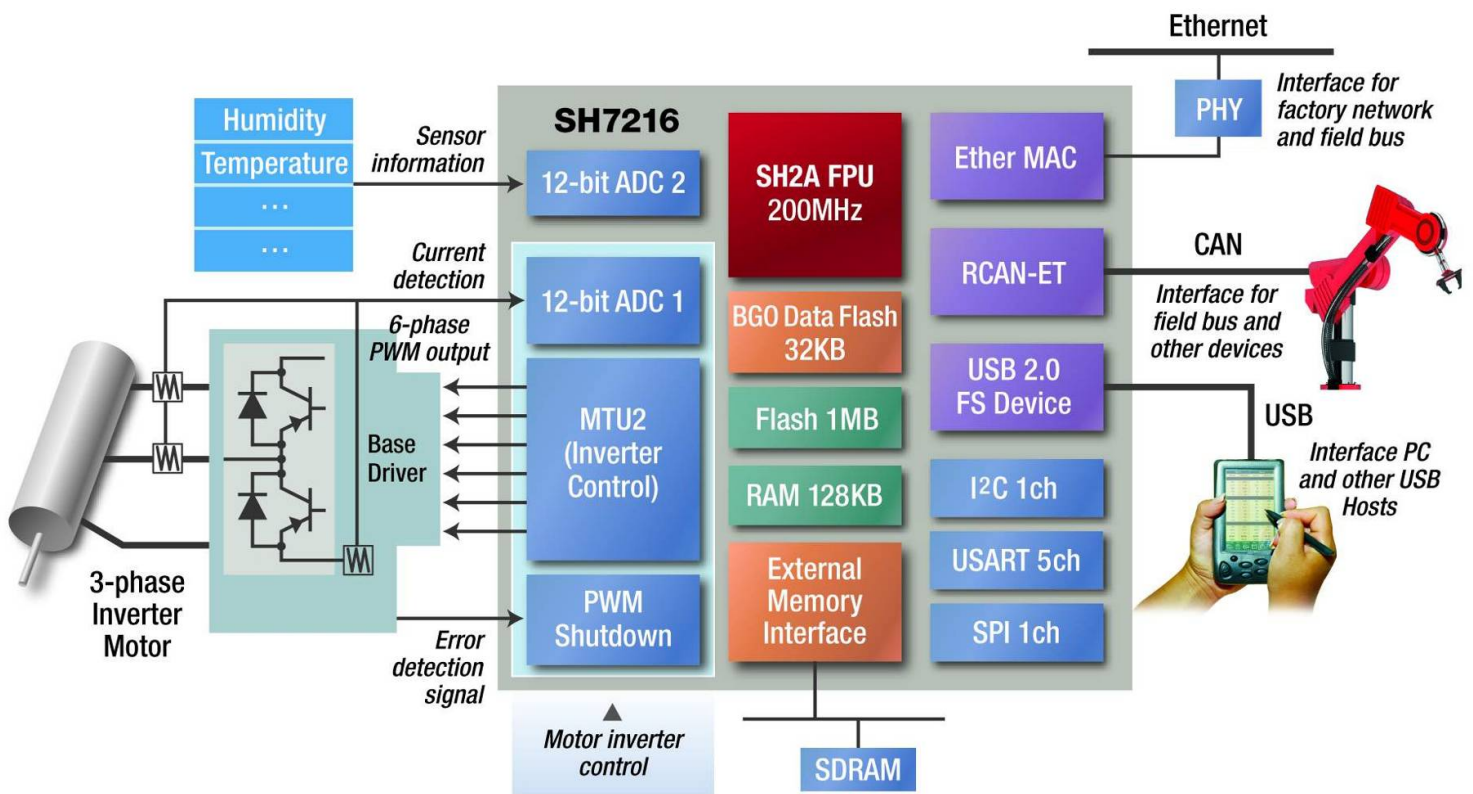 Humidity
Temperature
...
...
Sensor
information
Current
detection
6-phase
PWM output
Base
Driver
3-phase
Inverter
Motor
Error
detection
signal
SH7216
12-bit ADC 2
12-bit ADC 1
MTU2
(Inverter
Control)
PWM
Shutdown
Motor inverter
control
SH2A FPU
200MHz
BGO Data Flash
32KB
Flash 1MB
RAM 128KB
External
Memory
Interface
SDRAM
Ether MAC
RCAN-ET
USB 2.0
FS Device
I2C 1ch
USART 5ch
SPI 1ch
Ethernet
PHY
Interface for
factory network
and field bus
CAN
Interface for
field bus and
other devices
USB
Interface PC
and other USB
Hosts